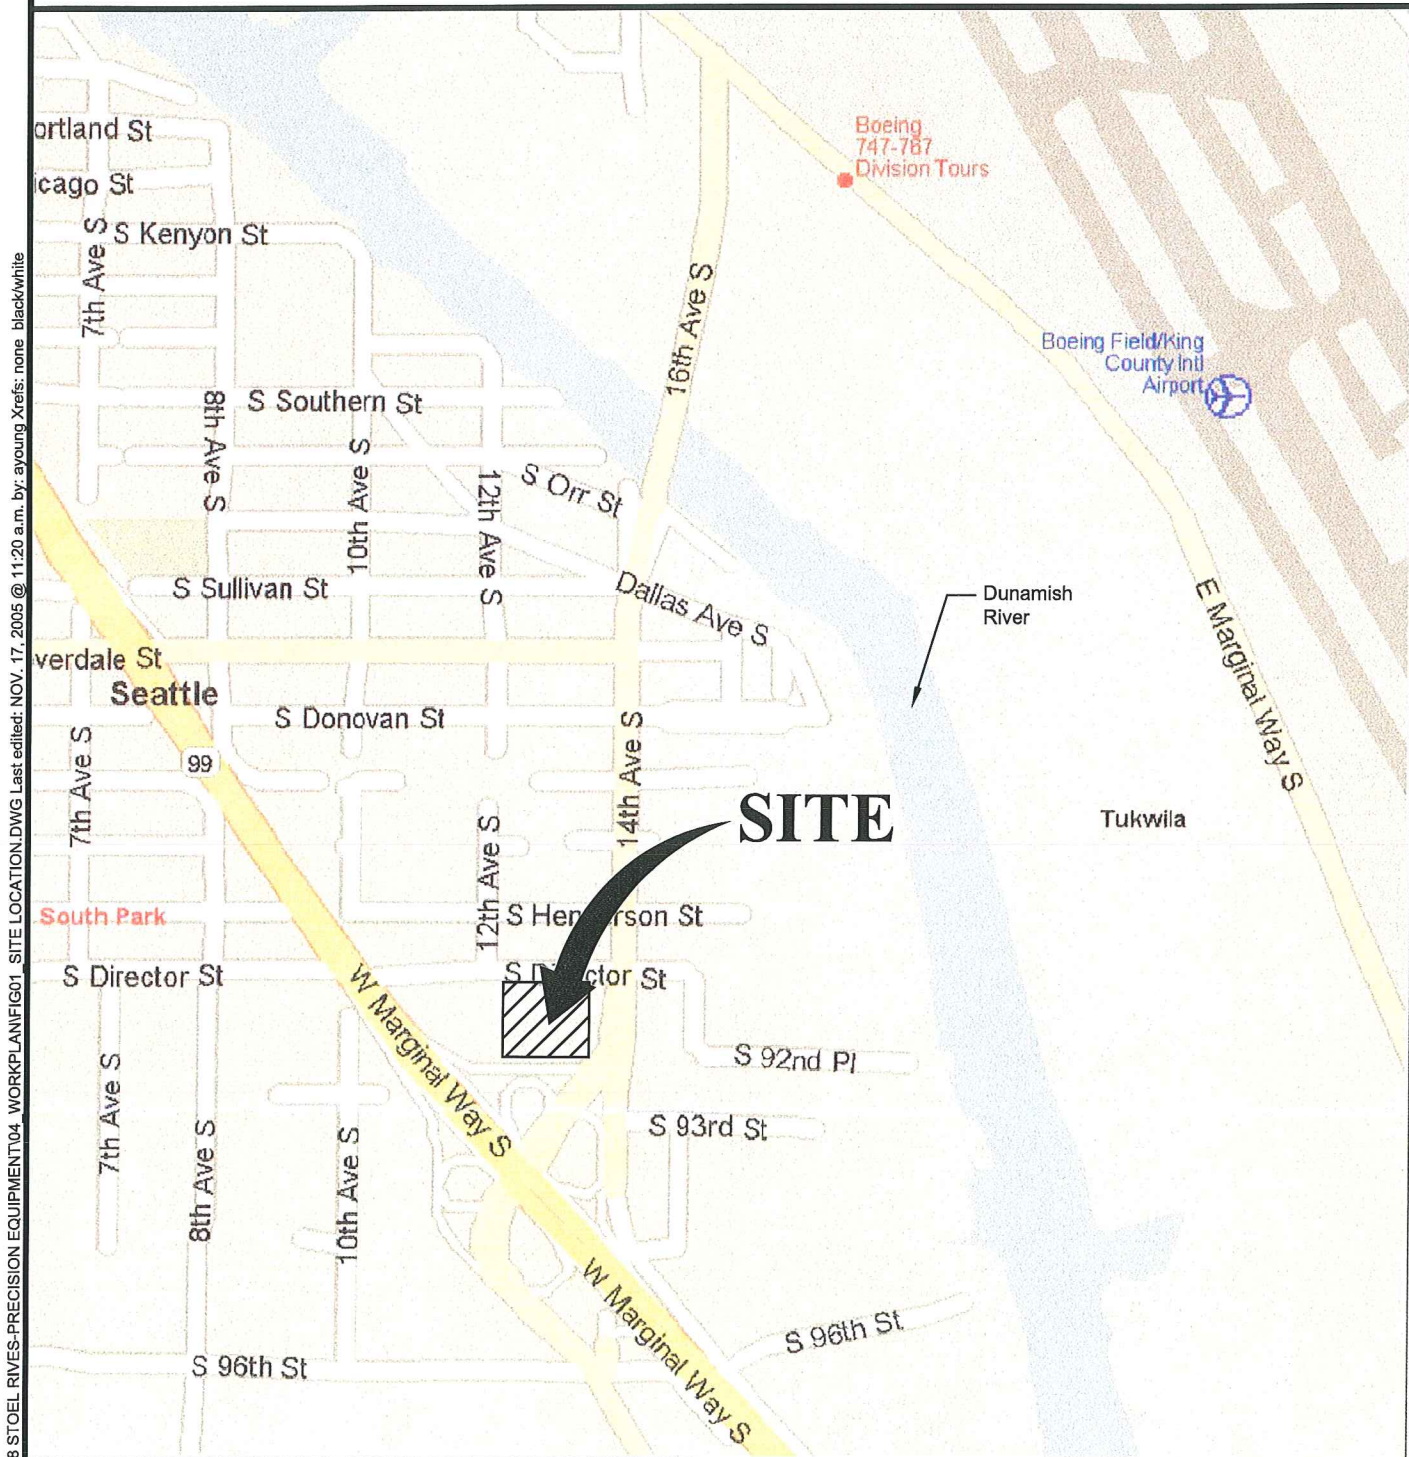 ortland St
icago St
S Kenyon St
7th Ave S
Boeing
747-767
Division Tours
16th Ave S
Boeing Field/King
County Intl
Airport
8th Ave S
S Southern St
10th Ave S
12th Ave S
S Orr St
S Sullivan St
Dallas Ave S
Dunamish
River
E Marginal Way S
verdale St
Seattle
S Donovan St
99
7th Ave S
14th Ave S
SITE
Tukwila
12th Ave S
South Park
S Henderson St
S Director St
S Director St
W Marginal Way S
S 92nd Pl
7th Ave S
8th Ave S
10th Ave S
S 93rd St
W Marginal Way S
S 96th St
S 96th St
8 STOEL RIVES-PRECISION EQUIPMENT\04_WORKPLAN\FIG01_SITE LOCATION.DWG Last edited: NOV. 17, 2005 @ 11:20 a.m. by: ayoung Xrefs: none black/white